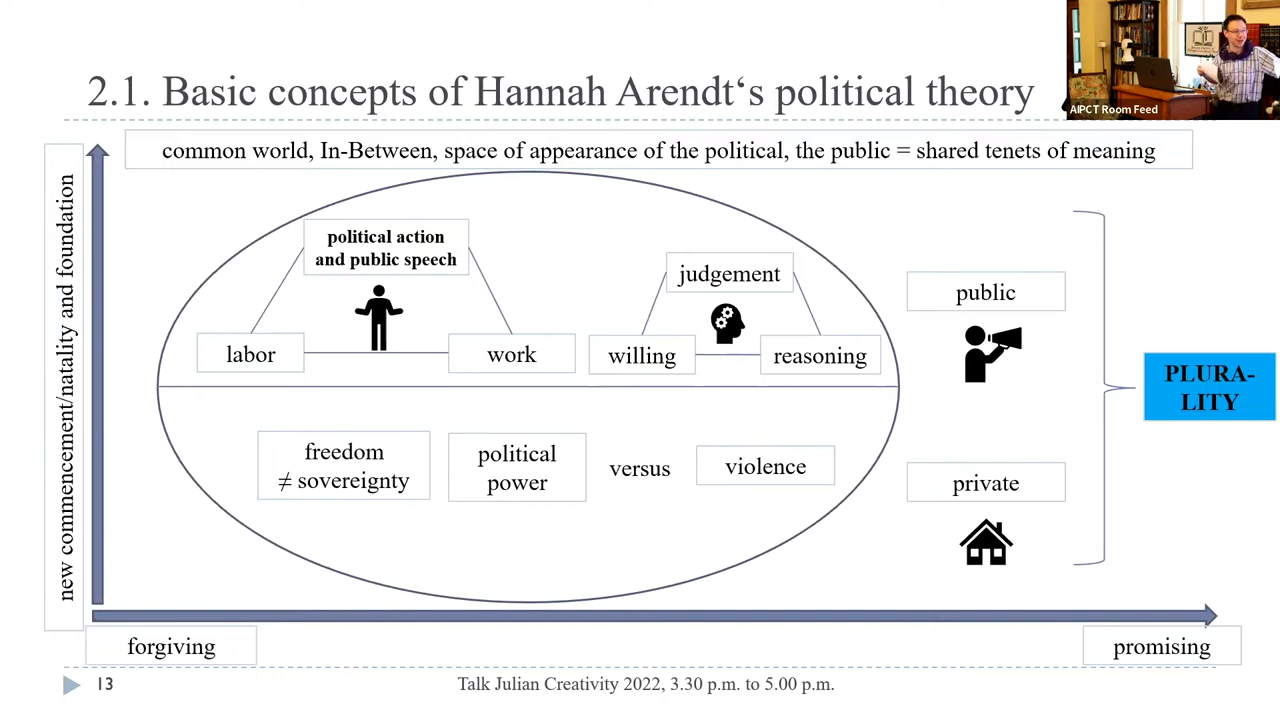 2.1. Basic concepts of Hannah Arendt‘s political theory
AIPCT Room Feed
common world, In-Between, space of appearance of the political, the public = shared tenets of meaning
new commencement/natality and foundation
political action
and public speech
labor
work
judgement
willing
reasoning
public
PLURA-
LITY
freedom
≠ sovereignty
political
power
versus
violence
private
forgiving
promising
13
Talk Julian Creativity 2022, 3.30 p.m. to 5.00 p.m.